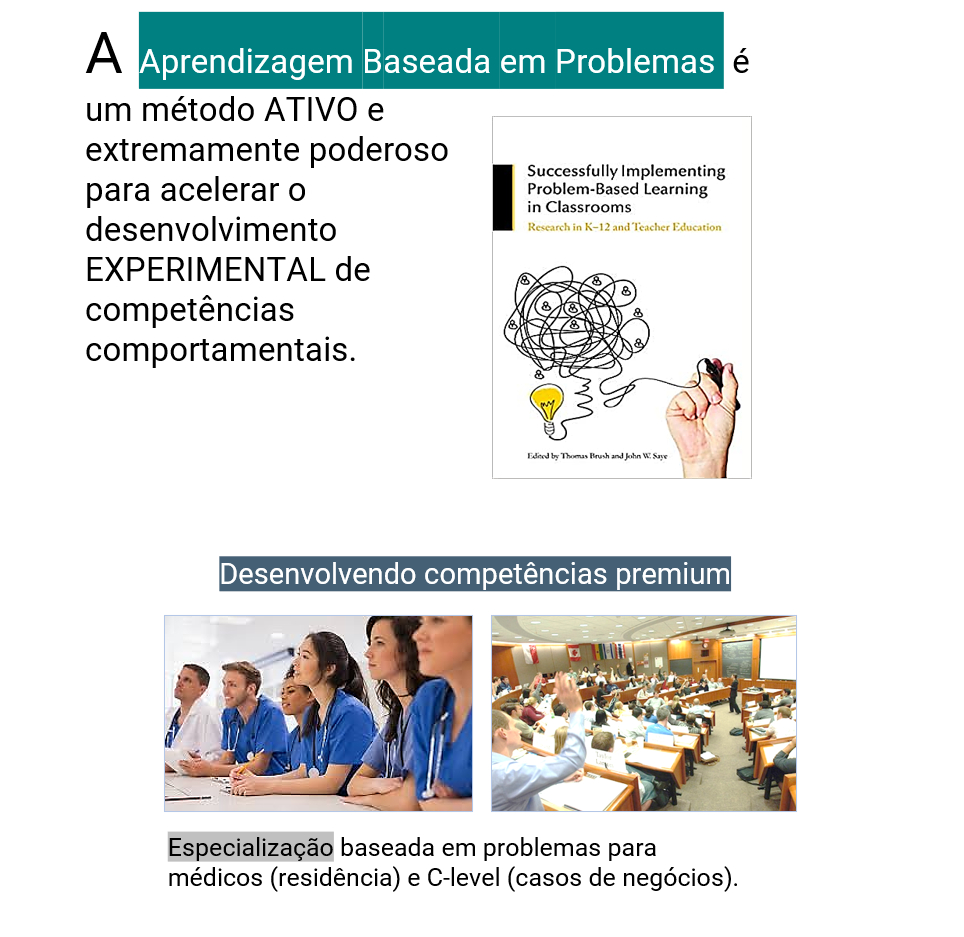 A Aprendizagem Baseada em Problemas é
um método ATIVO e
extremamente poderoso
para acelerar o
desenvolvimento
EXPERIMENTAL de
competências
comportamentais.
Successfully Implementing
Problem-Based Learning
in Classrooms
Research in K–12 and Teacher Education
Edited by Thomas Brush and John W. Saye
Desenvolvendo competências premium
Especialização baseada em problemas para
médicos (residência) e C-level (casos de negócios).